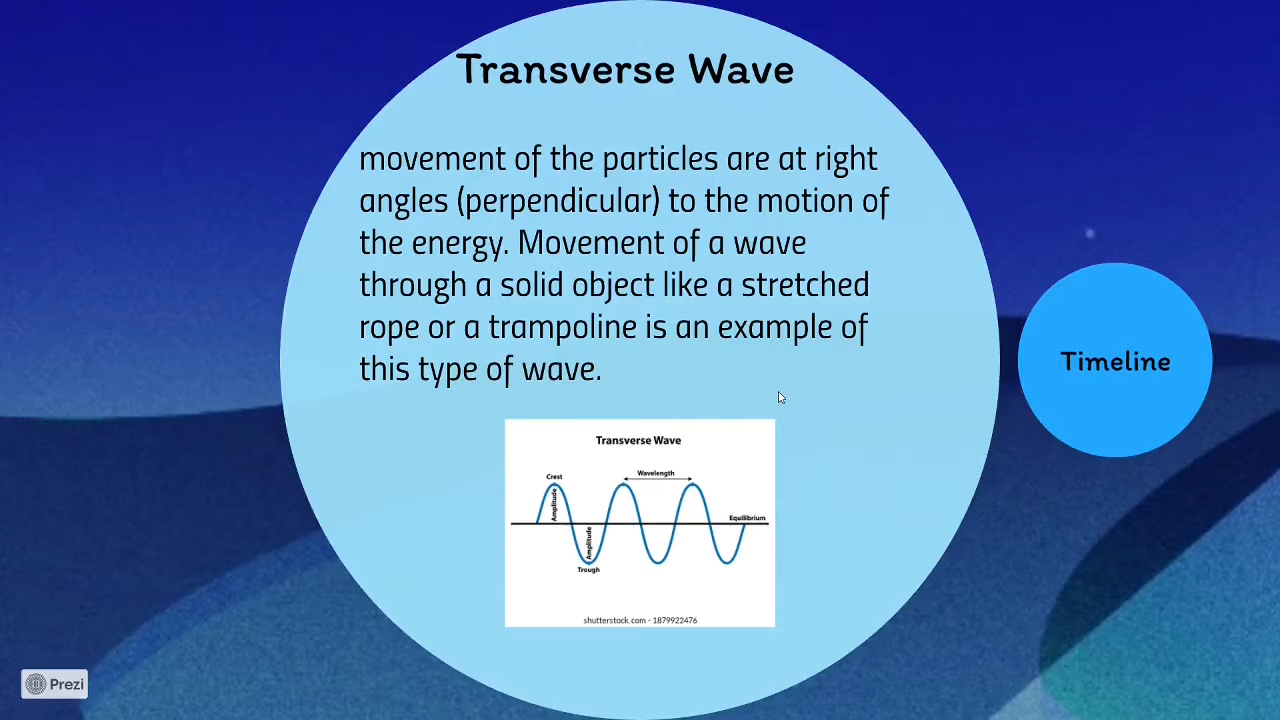 Transverse Wave
movement of the particles are at right
angles (perpendicular) to the motion of
the energy. Movement of a wave
through a solid object like a stretched
rope or a trampoline is an example of
this type of wave.
Timeline
Transverse Wave
Crest
Wavelength
Amplitude
Equilibrium
Amplitude
Trough
shutterstock.com · 1879922476
Prezi